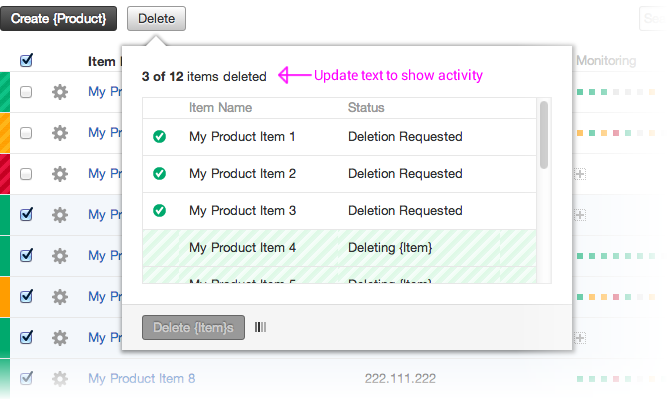 Create {Product} Delete Se
Item N Monitoring
3 of 12 items deleted Update text to show activity
Item Name Status
My Product Item 1 Deletion Requested
My Product Item 2 Deletion Requested
My Product Item 3 Deletion Requested
My Product Item 4 Deleting {Item}
My Product Item 5 Deleting {Item}
Delete {Item}s
My Pr
My Pr
My Pr
My Pr
My Pr
My Pr
My Pr
My Product Item 8 222.111.222